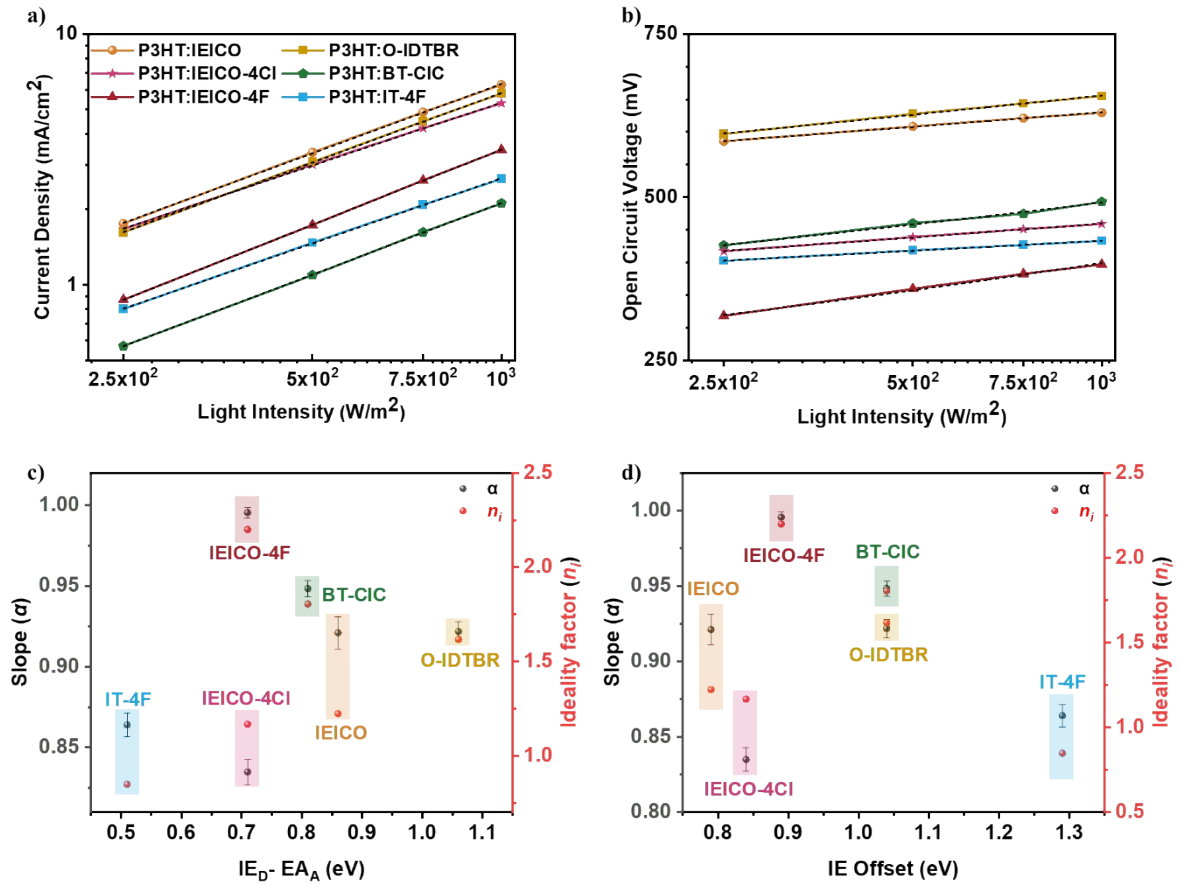 a)
10
1
Current Density (mA/cm²)
P3HT:IEICO
P3HT:O-IDTBR
P3HT:IEICO-4Cl
P3HT:BT-CIC
P3HT:IEICO-4F
P3HT:IT-4F
2.5x10² 5x10² 7.5x10² 10³
Light Intensity (W/m²)
b)
750
500
250
Open Circuit Voltage (mV)
2.5x10² 5x10² 7.5x10² 10³
Light Intensity (W/m²)
c)
1.00
0.95
0.90
0.85
Slope (α)
α
nᵢ
IEICO-4F
BT-CIC
O-IDTBR
IT-4F
IEICO-4Cl
IEICO
2.5
2.0
1.5
1.0
0.5
Ideality factor (nᵢ)
0.5 0.6 0.7 0.8 0.9 1.0 1.1
IE_D- EA_A (eV)
d)
1.00
0.95
0.90
0.85
0.80
Slope (α)
α
nᵢ
IEICO-4F
BT-CIC
IEICO
O-IDTBR
IT-4F
IEICO-4Cl
2.5
2.0
1.5
1.0
0.5
Ideality factor (nᵢ)
0.8 0.9 1.0 1.1 1.2 1.3
IE Offset (eV)